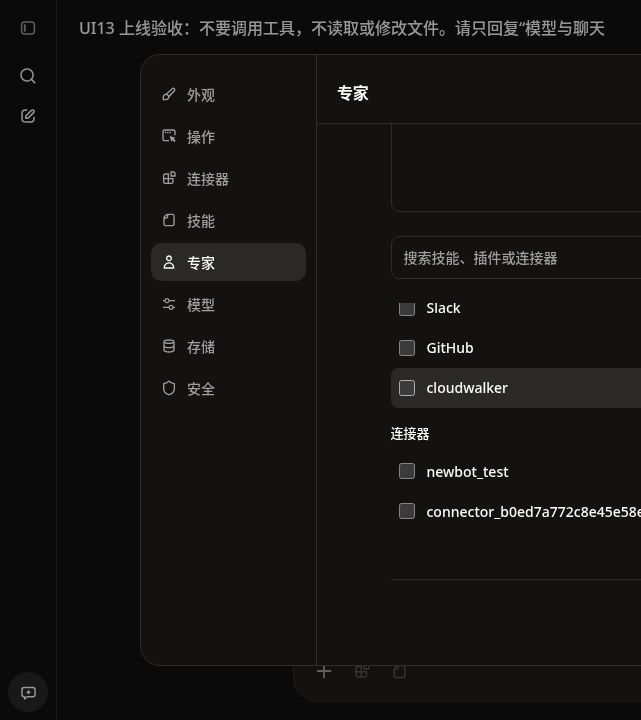 UI13 上线验收：不要调用工具，不读取或修改文件。请只回复“模型与聊天
外观
操作
连接器
技能
专家
模型
存储
安全
专家
搜索技能、插件或连接器
Slack
GitHub
cloudwalker
连接器
newbot_test
connector_b0ed7a772c8e45e58e